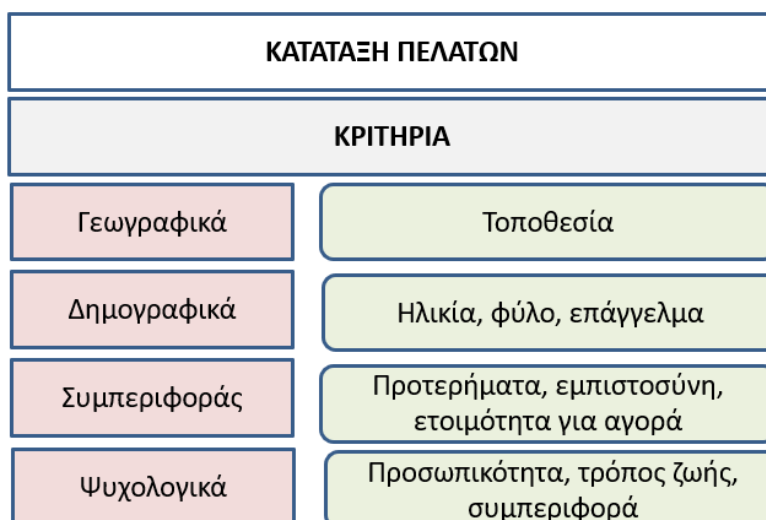 ΚΑΤΑΤΑΞΗ ΠΕΛΑΤΩΝ
ΚΡΙΤΗΡΙΑ
Γεωγραφικά
Τοποθεσία
Δημογραφικά
Ηλικία, φύλο, επάγγελμα
Συμπεριφοράς
Προτερήματα, εμπιστοσύνη,
ετοιμότητα για αγορά
Ψυχολογικά
Προσωπικότητα, τρόπος ζωής,
συμπεριφορά